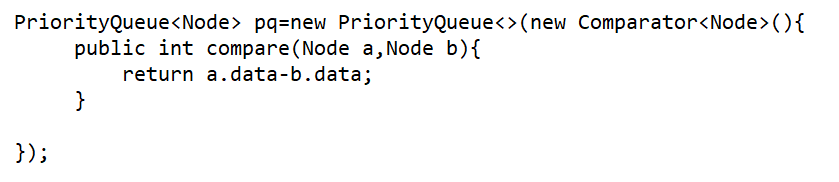 PriorityQueue<Node> pq=new PriorityQueue<>(new Comparator<Node>(){
     public int compare(Node a,Node b){
         return a.data-b.data;
     }
});